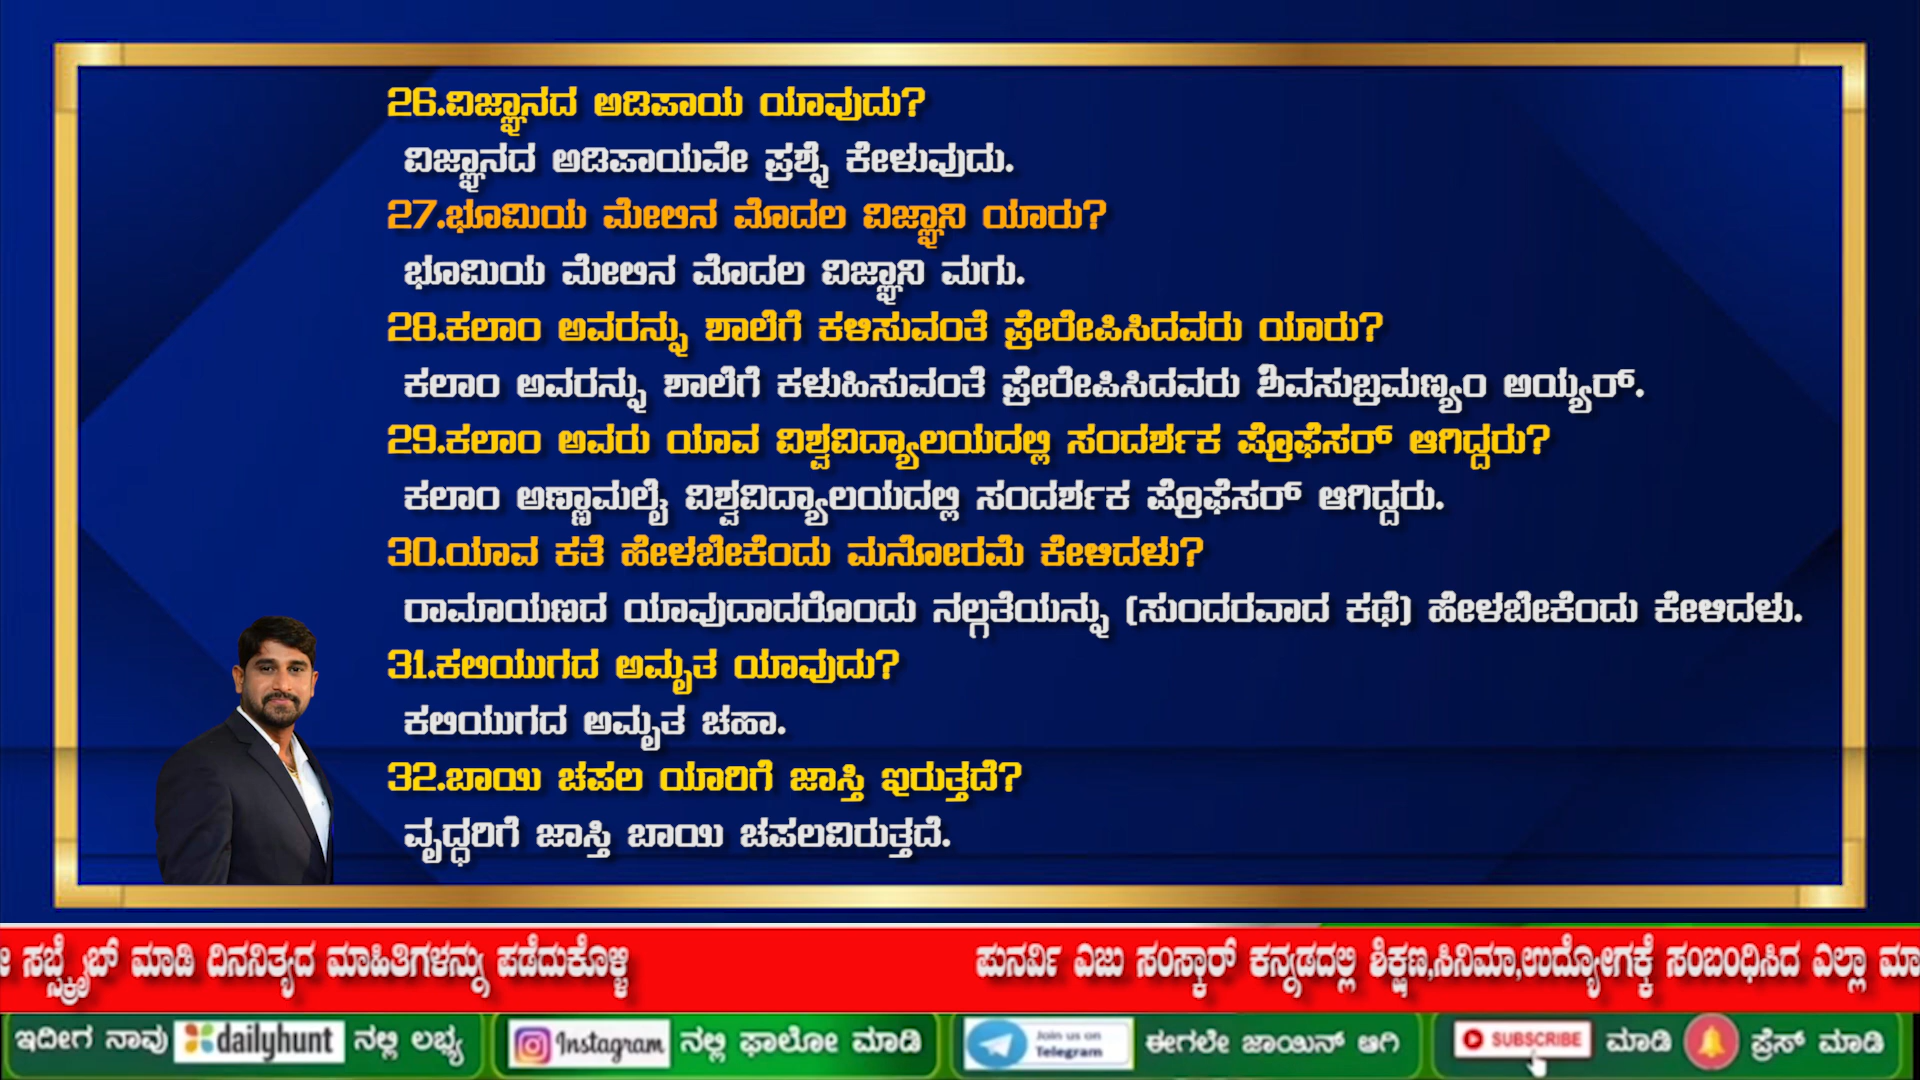 26.ವಿಜ್ಞಾನದ ಅಡಿಪಾಯ ಯಾವುದು?
ವಿಜ್ಞಾನದ ಅಡಿಪಾಯವೇ ಪ್ರಶ್ನೆ ಕೇಳುವುದು.
27.ಭೂಮಿಯ ಮೇಲಿನ ಮೊದಲ ವಿಜ್ಞಾನಿ ಯಾರು?
ಭೂಮಿಯ ಮೇಲಿನ ಮೊದಲ ವಿಜ್ಞಾನಿ ಮಗು.
28.ಕಲಾಂ ಅವರನ್ನು ಶಾಲೆಗೆ ಕಳಿಸುವಂತೆ ಪ್ರೇರೇಪಿಸಿದವರು ಯಾರು?
ಕಲಾಂ ಅವರನ್ನು ಶಾಲೆಗೆ ಕಳುಹಿಸುವಂತೆ ಪ್ರೇರೇಪಿಸಿದವರು ಶಿವಸುಬ್ರಮಣ್ಯಂ ಅಯ್ಯರ್.
29.ಕಲಾಂ ಅವರು ಯಾವ ವಿಶ್ವವಿದ್ಯಾಲಯದಲ್ಲಿ ಸಂದರ್ಶಕ ಪ್ರೊಫೆಸರ್ ಆಗಿದ್ದರು?
ಕಲಾಂ ಅಣ್ಣಾಮಲೈ ವಿಶ್ವವಿದ್ಯಾಲಯದಲ್ಲಿ ಸಂದರ್ಶಕ ಪ್ರೊಫೆಸರ್ ಆಗಿದ್ದರು.
30.ಯಾವ ಕತೆ ಹೇಳಬೇಕೆಂದು ಮನೋರಮೆ ಕೇಳಿದಳು?
ರಾಮಾಯಣದ ಯಾವುದಾದರೊಂದು ನಲ್ಗತೆಯನ್ನು (ಸುಂದರವಾದ ಕಥೆ) ಹೇಳಬೇಕೆಂದು ಕೇಳಿದಳು.
31.ಕಲಿಯುಗದ ಅಮೃತ ಯಾವುದು?
ಕಲಿಯುಗದ ಅಮೃತ ಚಹಾ.
32.ಬಾಯಿ ಚಪಲ ಯಾರಿಗೆ ಜಾಸ್ತಿ ಇರುತ್ತದೆ?
ವೃದ್ಧರಿಗೆ ಜಾಸ್ತಿ ಬಾಯಿ ಚಪಲವಿರುತ್ತದೆ.
ಸಬ್ಸ್ಕ್ರೈಬ್ ಮಾಡಿ ದಿನನಿತ್ಯದ ಮಾಹಿತಿಗಳನ್ನು ಪಡೆದುಕೊಳ್ಳಿ ಪುನರ್ವಿ ಎಜು ಸಂಸ್ಕಾರ್ ಕನ್ನಡದಲ್ಲಿ ಶಿಕ್ಷಣ,ಸಿನಿಮಾ,ಉದ್ಯೋಗಕ್ಕೆ ಸಂಬಂಧಿಸಿದ ಎಲ್ಲಾ ಮಾ
ಇದೀಗ ನಾವು dailyhunt ನಲ್ಲಿ ಲಭ್ಯ Instagram ನಲ್ಲಿ ಫಾಲೋ ಮಾಡಿ Join us on Telegram ಈಗಲೇ ಜಾಯಿನ್ ಆಗಿ SUBSCRIBE ಮಾಡಿ ಪ್ರೆಸ್ ಮಾಡಿ